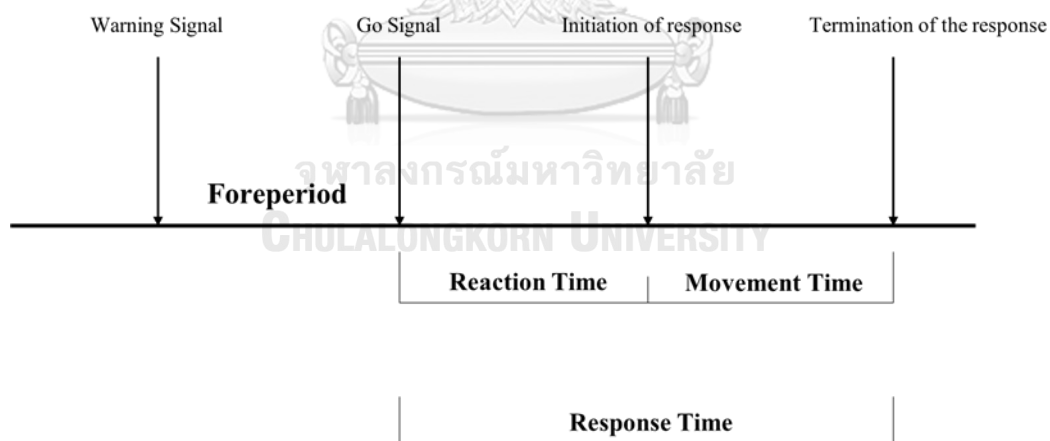 Warning Signal
Go Signal
Initiation of response
Termination of the response
จุฬาลงกรณ์มหาวิทยาลัย
Foreperiod
CHULALONGKORN UNIVERSITY
Reaction Time
Movement Time
Response Time